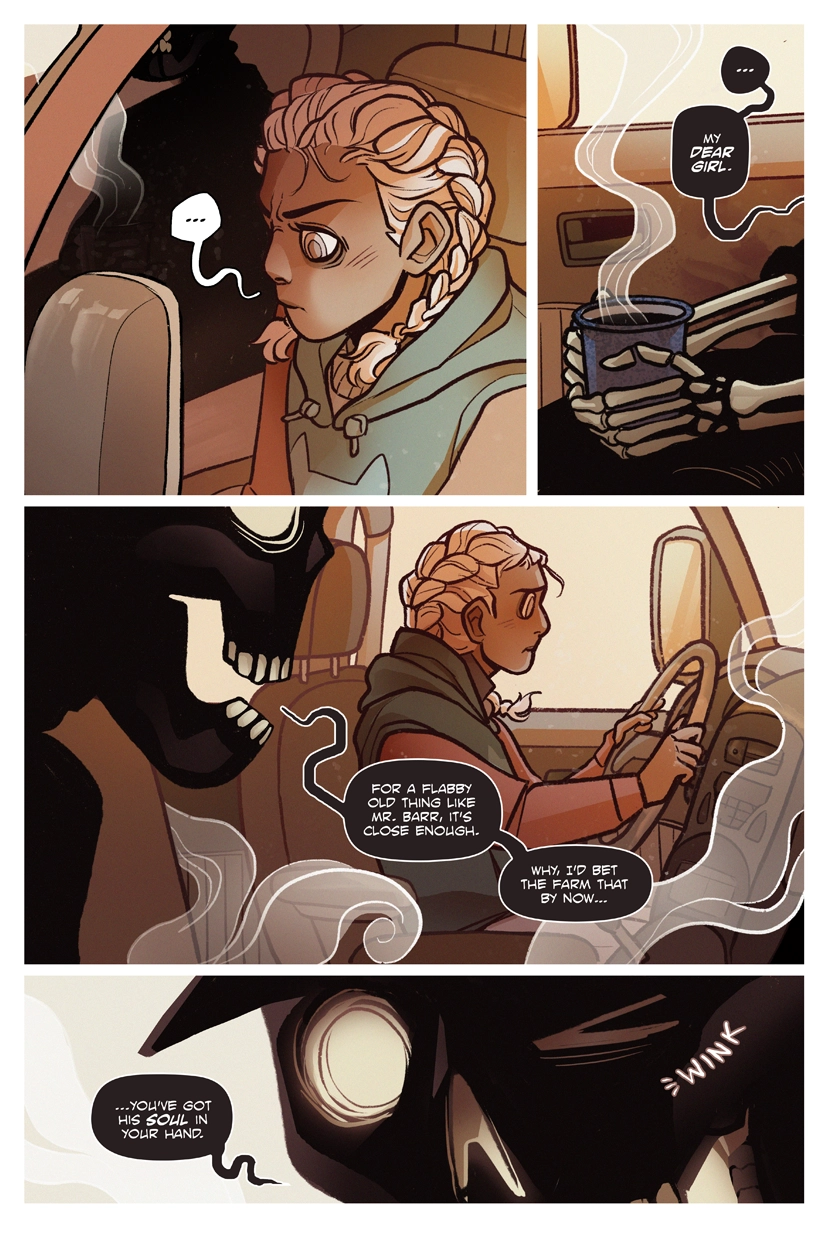 ...
...
MY
DEAR
GIRL.
FOR A FLABBY
OLD THING LIKE
MR. BARR, IT'S
CLOSE ENOUGH.
WHY, I'D BET
THE FARM THAT
BY NOW...
WINK
...YOU'VE GOT
HIS SOUL IN
YOUR HAND.